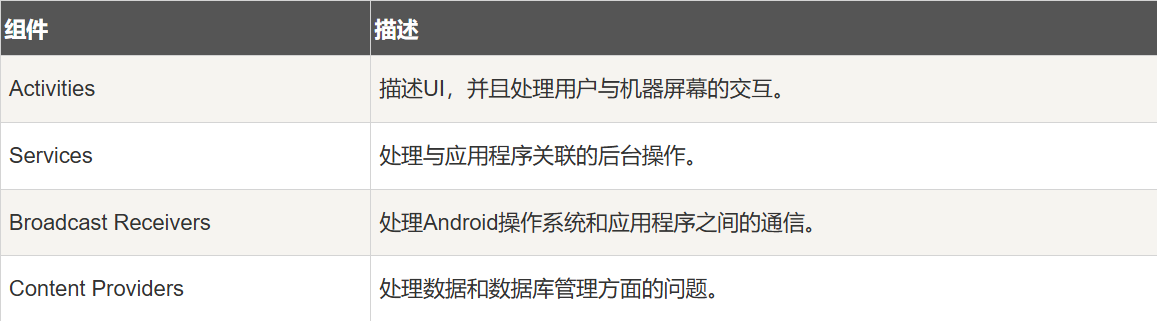 组件 描述
Activities 描述UI，并且处理用户与机器屏幕的交互。
Services 处理与应用程序关联的后台操作。
Broadcast Receivers 处理Android操作系统和应用程序之间的通信。
Content Providers 处理数据和数据库管理方面的问题。